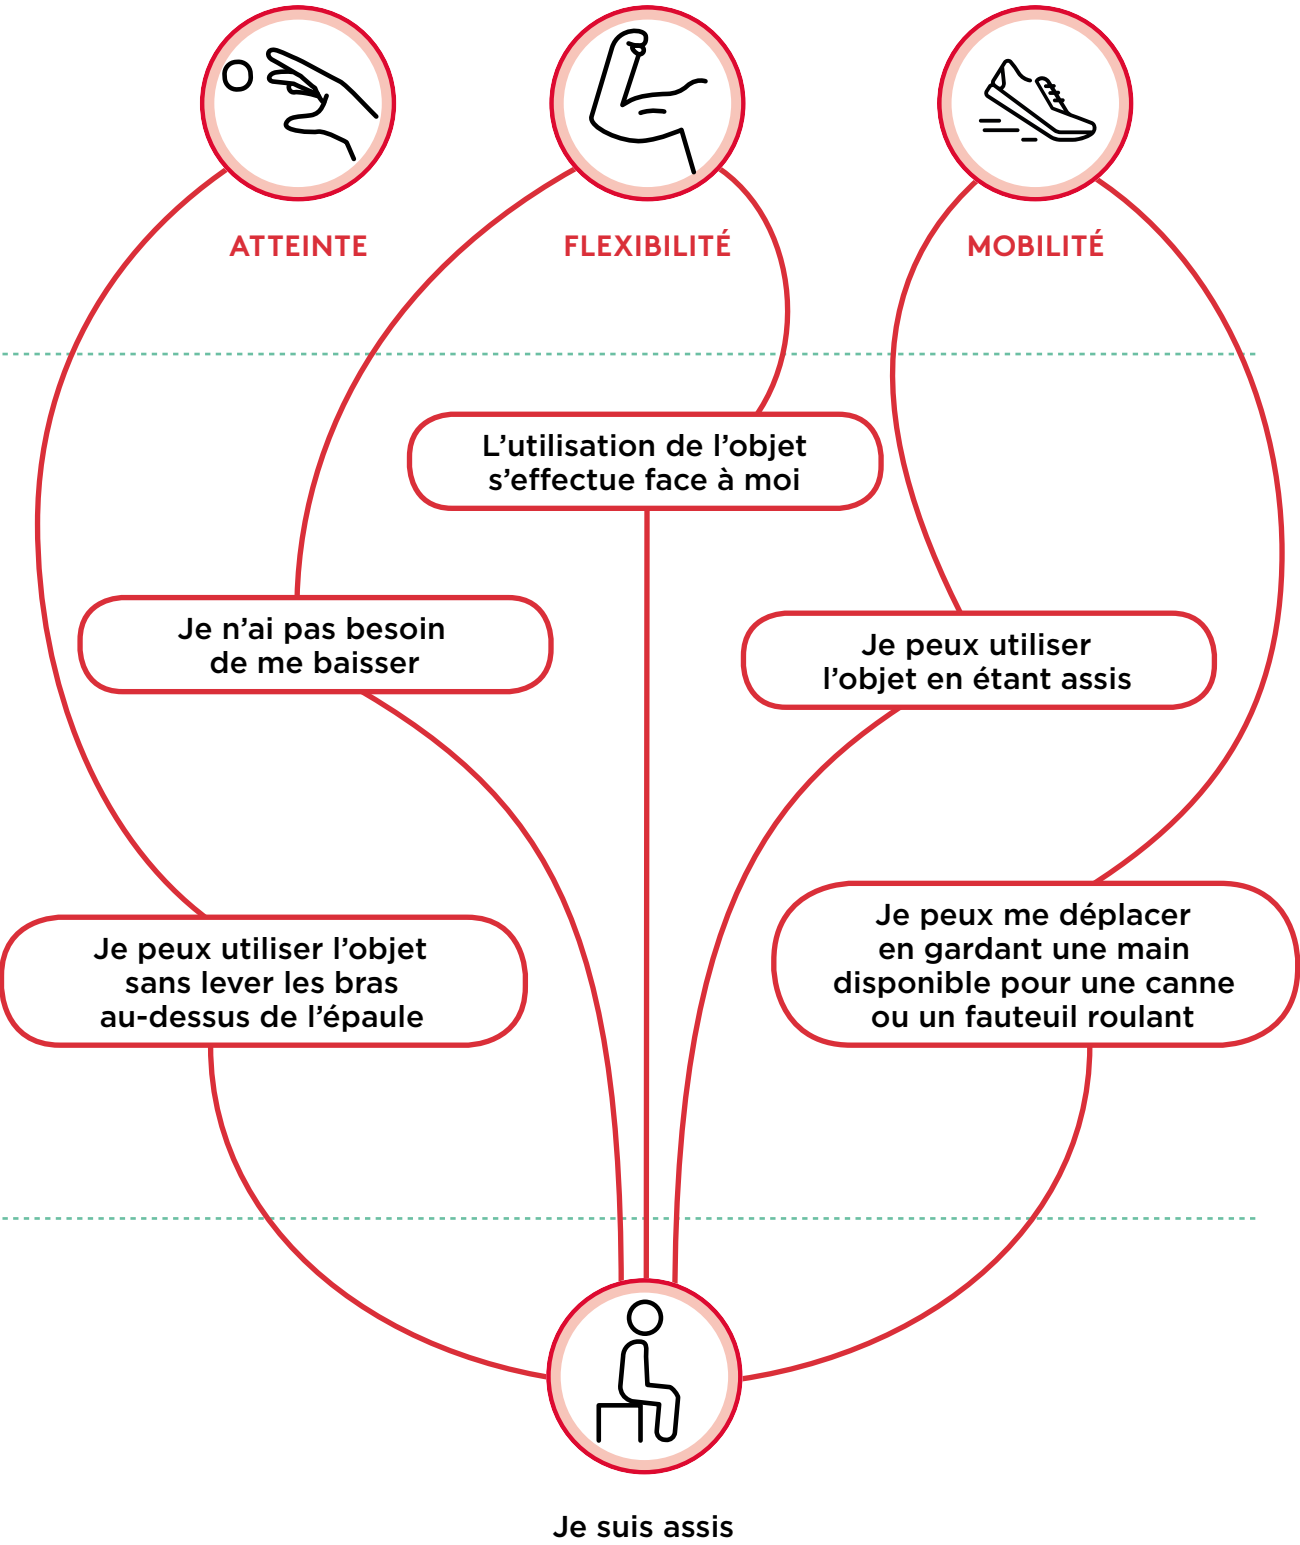 ATTEINTE
FLEXIBILITÉ
MOBILITÉ
L’utilisation de l’objet
s’effectue face à moi
Je n’ai pas besoin
de me baisser
Je peux utiliser
l’objet en étant assis
Je peux utiliser l’objet
sans lever les bras
au-dessus de l’épaule
Je peux me déplacer
en gardant une main
disponible pour une canne
ou un fauteuil roulant
Je suis assis